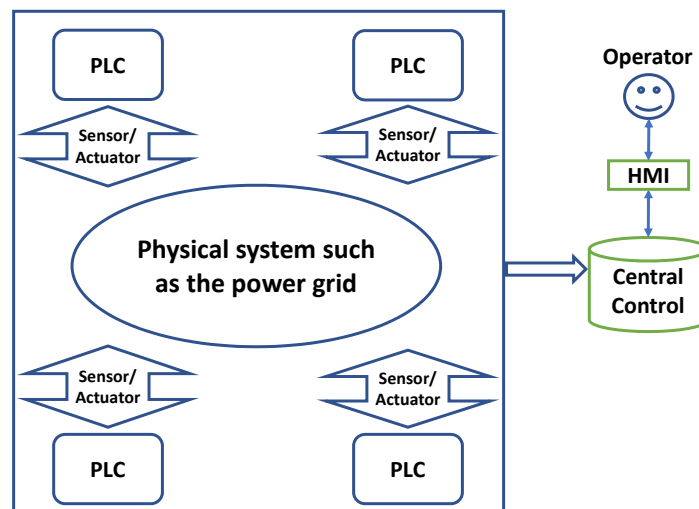 PLC
PLC
Operator
Sensor/
Actuator
Sensor/
Actuator
HMI
Physical system such
as the power grid
Central
Control
Sensor/
Actuator
Sensor/
Actuator
PLC
PLC